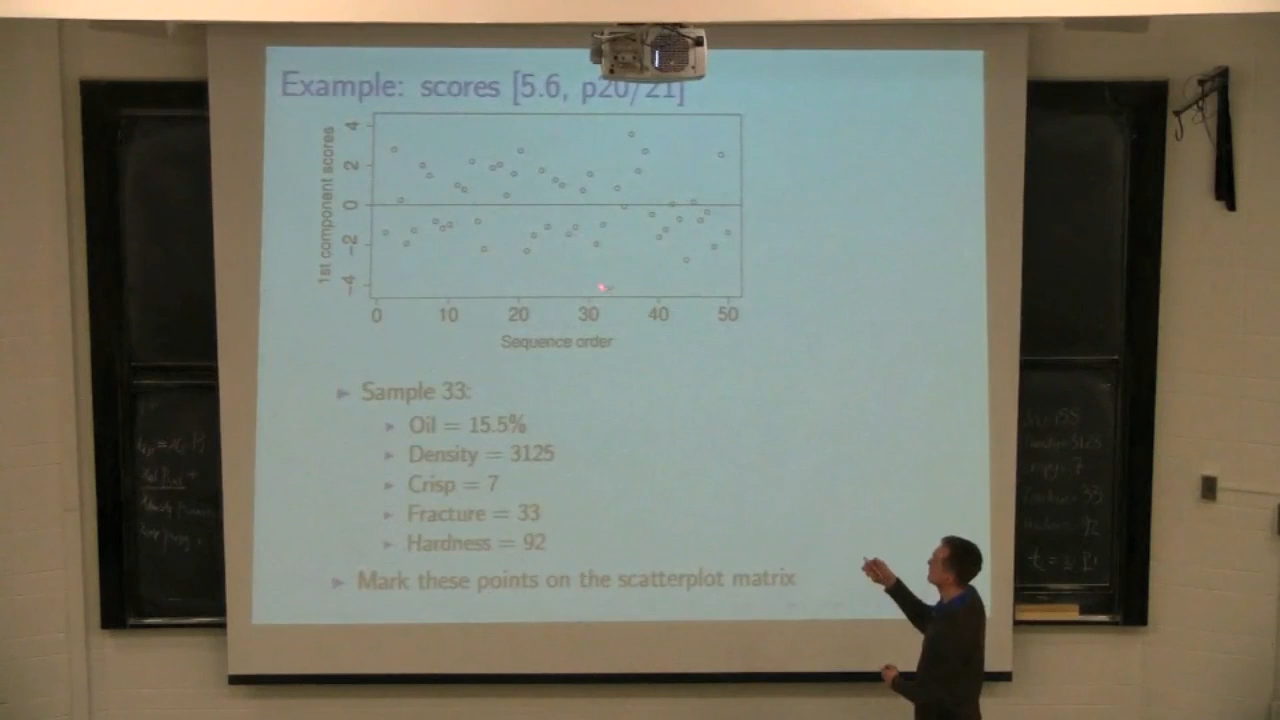 Example: scores [5.6, p20/21]
1st component scores
4
2
0
−2
−4
0 10 20 30 40 50
Sequence order
Sample 33:
Oil = 15.5%
Density = 3125
Crisp = 7
Fracture = 33
Hardness = 92
Mark these points on the scatterplot matrix